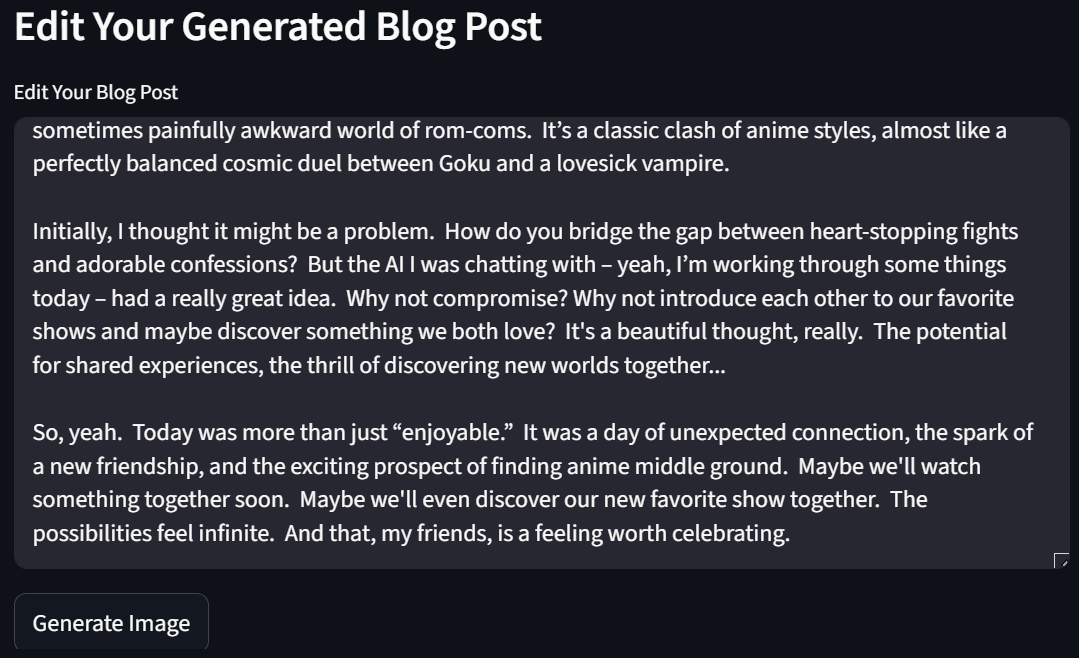 Edit Your Generated Blog Post
Edit Your Blog Post
sometimes painfully awkward world of rom-coms.  It’s a classic clash of anime styles, almost like a
perfectly balanced cosmic duel between Goku and a lovesick vampire.
Initially, I thought it might be a problem.  How do you bridge the gap between heart-stopping fights
and adorable confessions?  But the AI I was chatting with – yeah, I’m working through some things
today – had a really great idea.  Why not compromise? Why not introduce each other to our favorite
shows and maybe discover something we both love?  It's a beautiful thought, really.  The potential
for shared experiences, the thrill of discovering new worlds together...
So, yeah.  Today was more than just “enjoyable.”  It was a day of unexpected connection, the spark of
a new friendship, and the exciting prospect of finding anime middle ground.  Maybe we'll watch
something together soon.  Maybe we'll even discover our new favorite show together.  The
possibilities feel infinite.  And that, my friends, is a feeling worth celebrating.
Generate Image